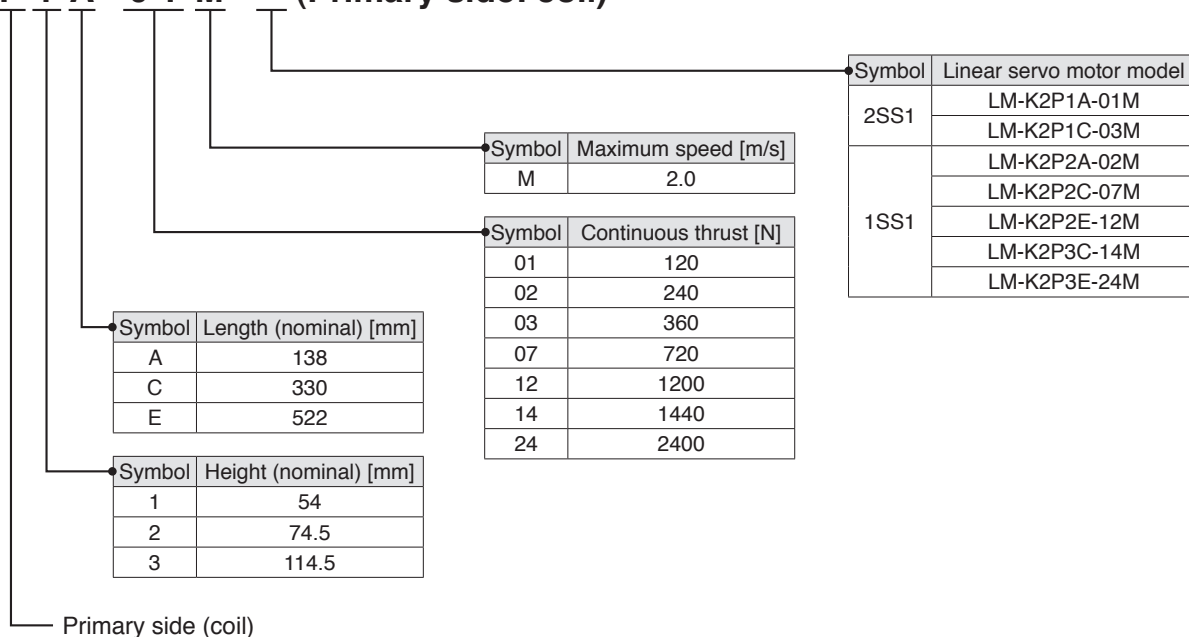 (Primary side: coil)
Symbol Linear servo motor model
2SS1 LM-K2P1A-01M
LM-K2P1C-03M
1SS1 LM-K2P2A-02M
LM-K2P2C-07M
LM-K2P2E-12M
LM-K2P3C-14M
LM-K2P3E-24M
Symbol Maximum speed [m/s]
M 2.0
Symbol Continuous thrust [N]
01 120
02 240
03 360
07 720
12 1200
14 1440
24 2400
Symbol Length (nominal) [mm]
A 138
C 330
E 522
Symbol Height (nominal) [mm]
1 54
2 74.5
3 114.5
Primary side (coil)